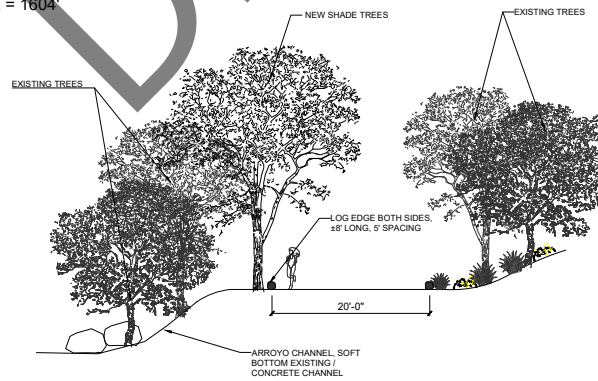 = 1604'
NEW SHADE TREES
EXISTING TREES
EXISTING TREES
LOG EDGE BOTH SIDES,
±8' LONG, 5' SPACING
20'-0"
ARROYO CHANNEL, SOFT
BOTTOM EXISTING /
CONCRETE CHANNEL